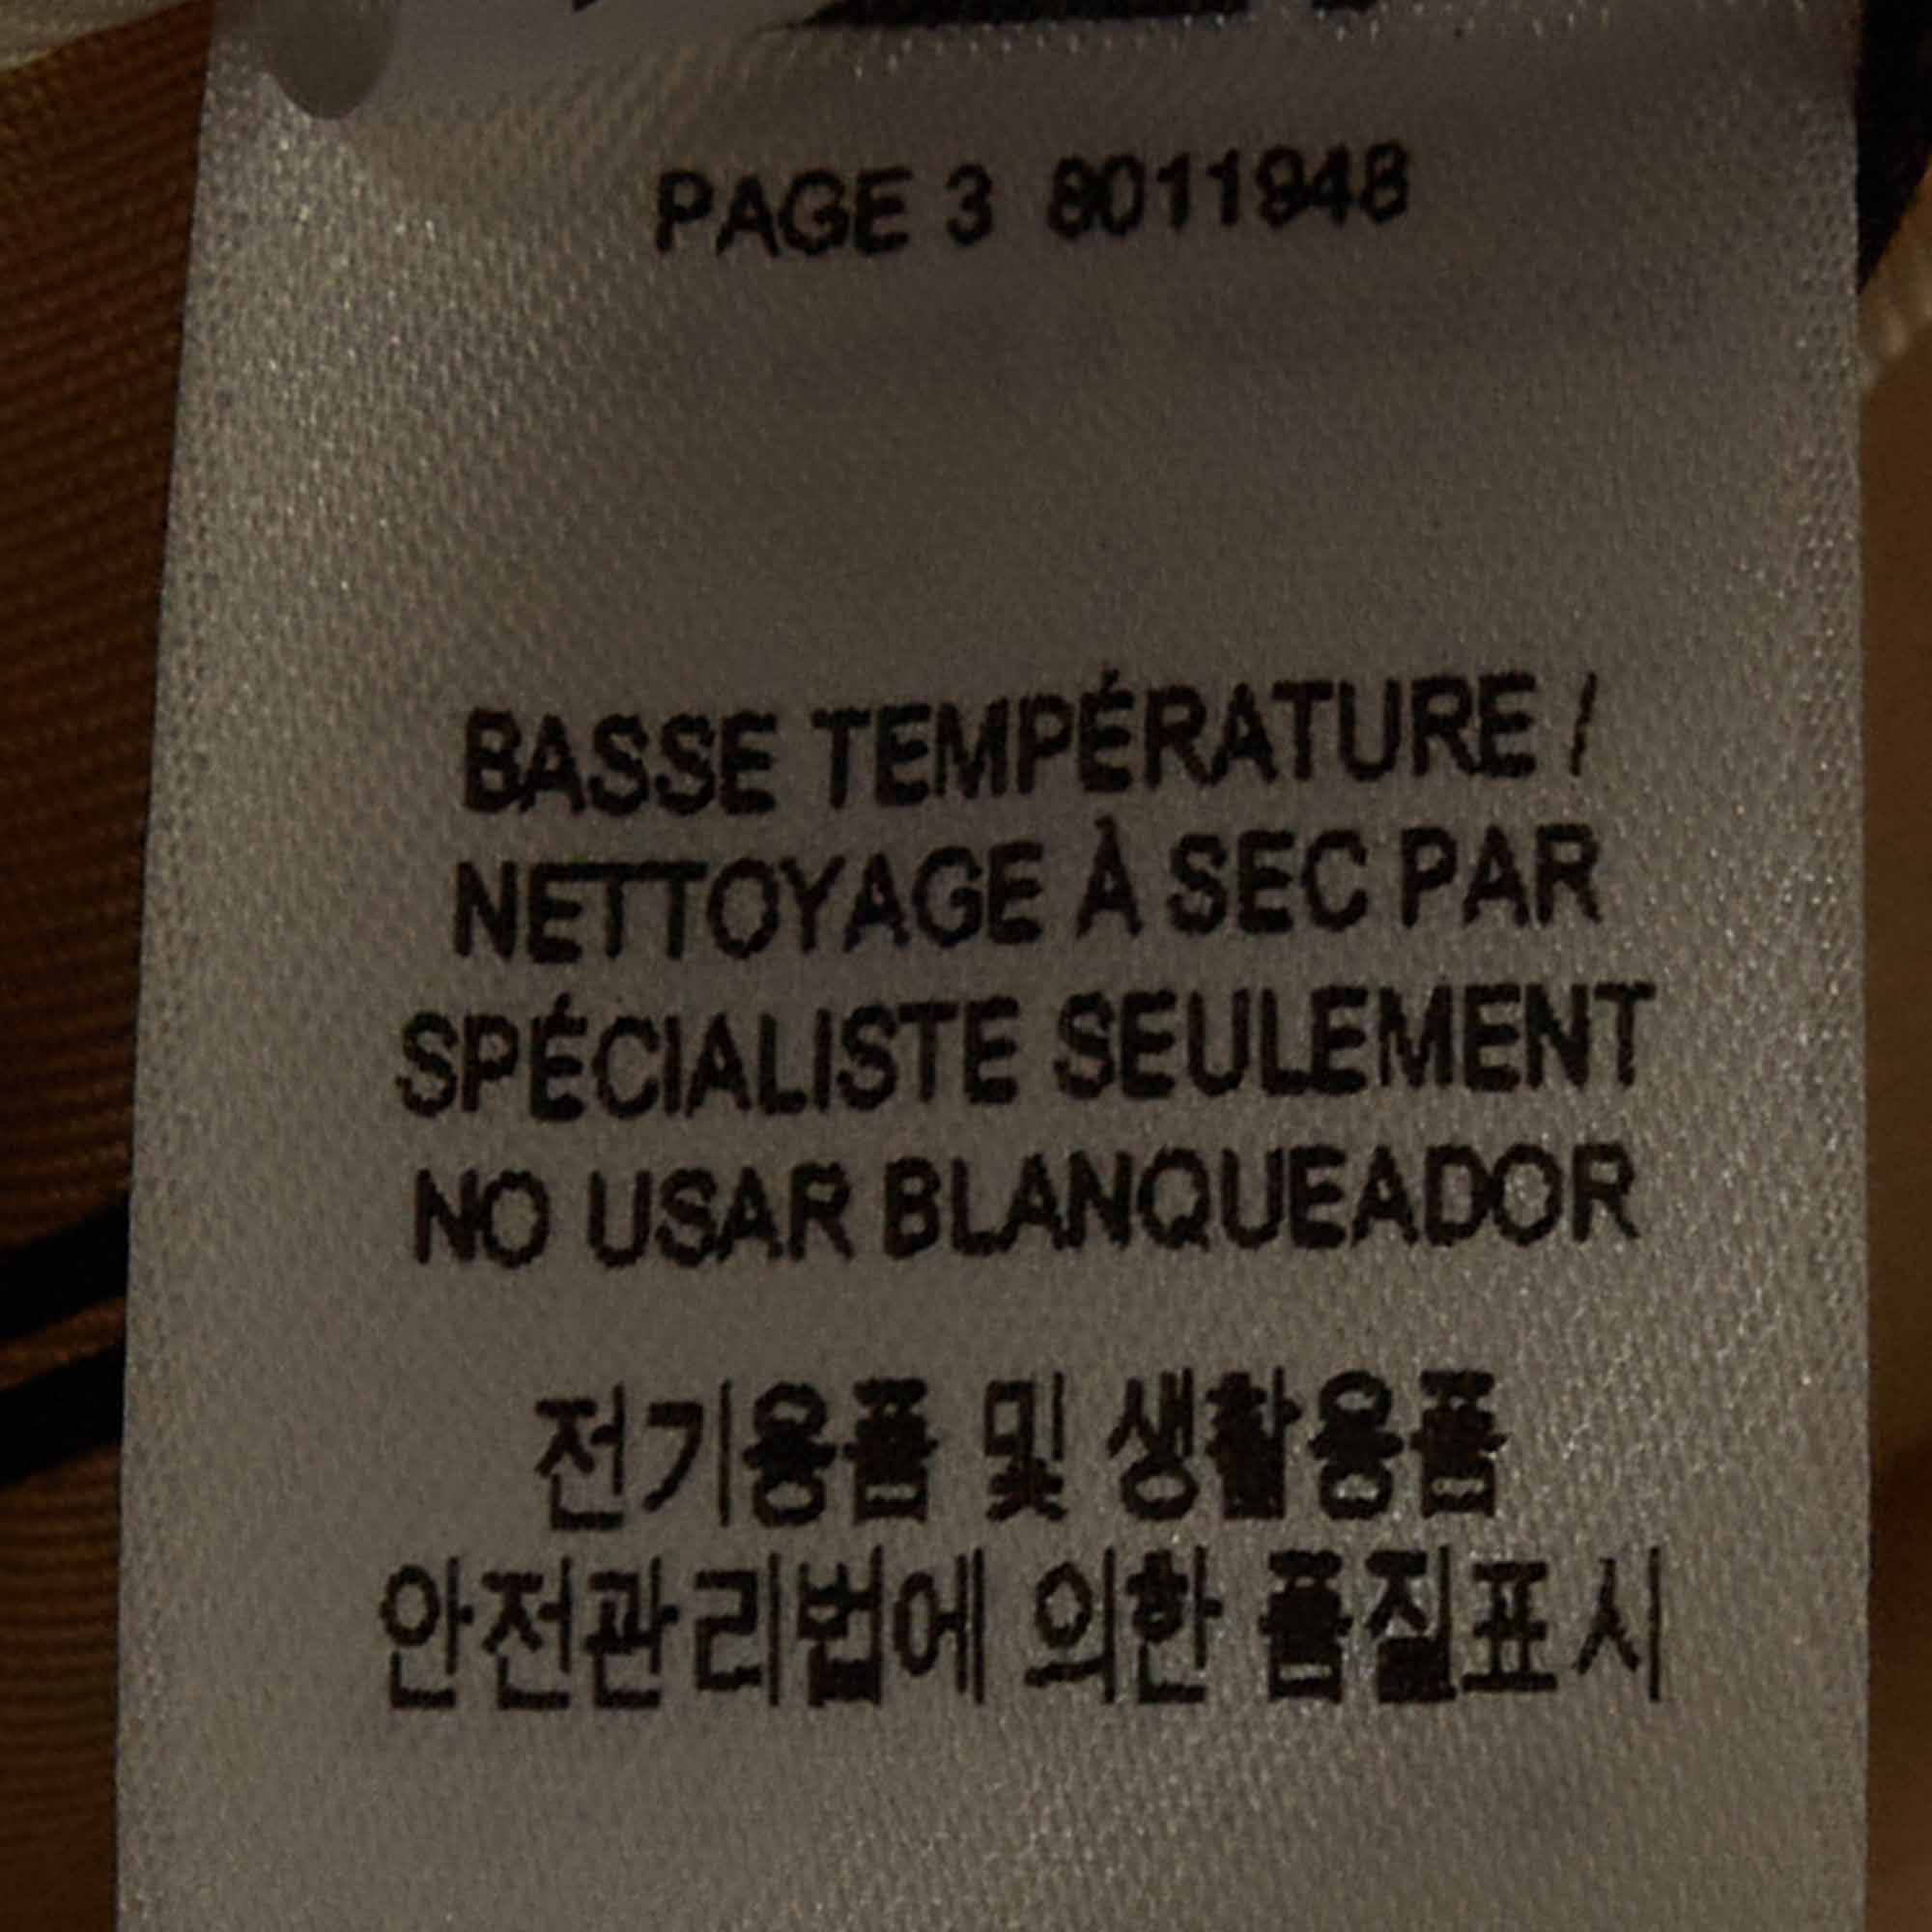 PAGE 3 8011948
BASSE TEMPÉRATURE /
NETTOYAGE À SEC PAR
SPÉCIALISTE SEULEMENT
NO USAR BLANQUEADOR
전기용품 및 생활용품
안전관리법에 의한 품질표시